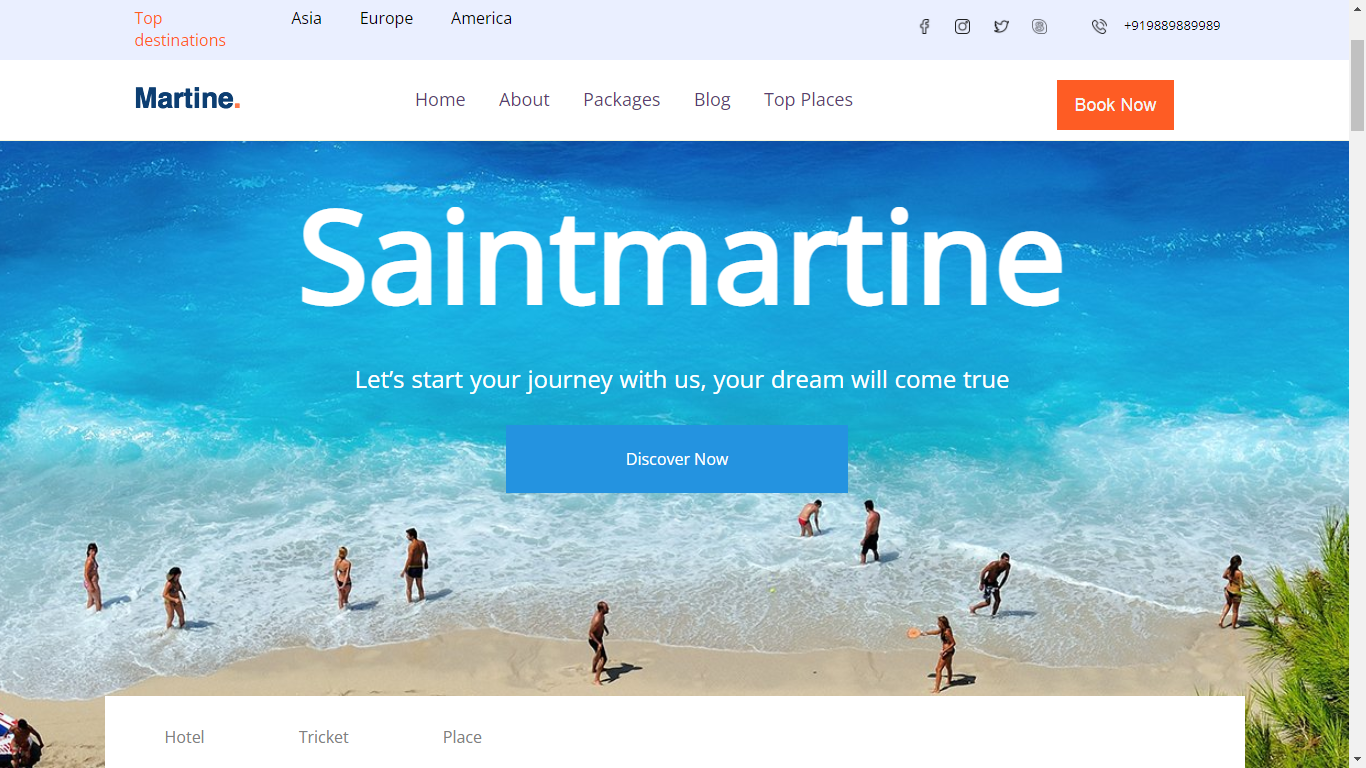 Top destinations
Asia
Europe
America
+919889889989
Martine.
Home
About
Packages
Blog
Top Places
Book Now
Saintmartine
Let’s start your journey with us, your dream will come true
Discover Now
Hotel
Tricket
Place